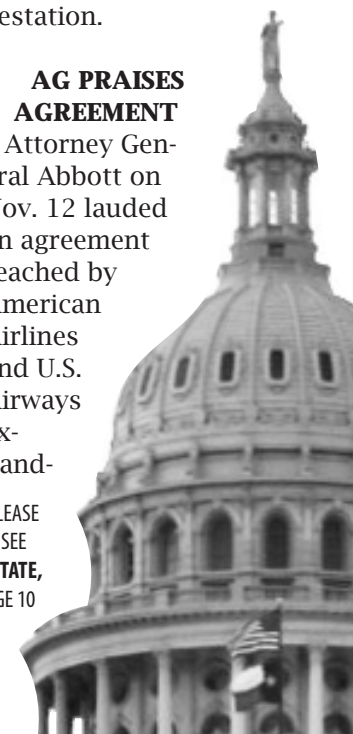 estation.
AG PRAISES
AGREEMENT
Attorney Gen-
ral Abbott on
Nov. 12 lauded
n agreement
eached by
merican
irlines
nd U.S.
irways
x-
and-
LEASE
SEE
TATE,
GE 10